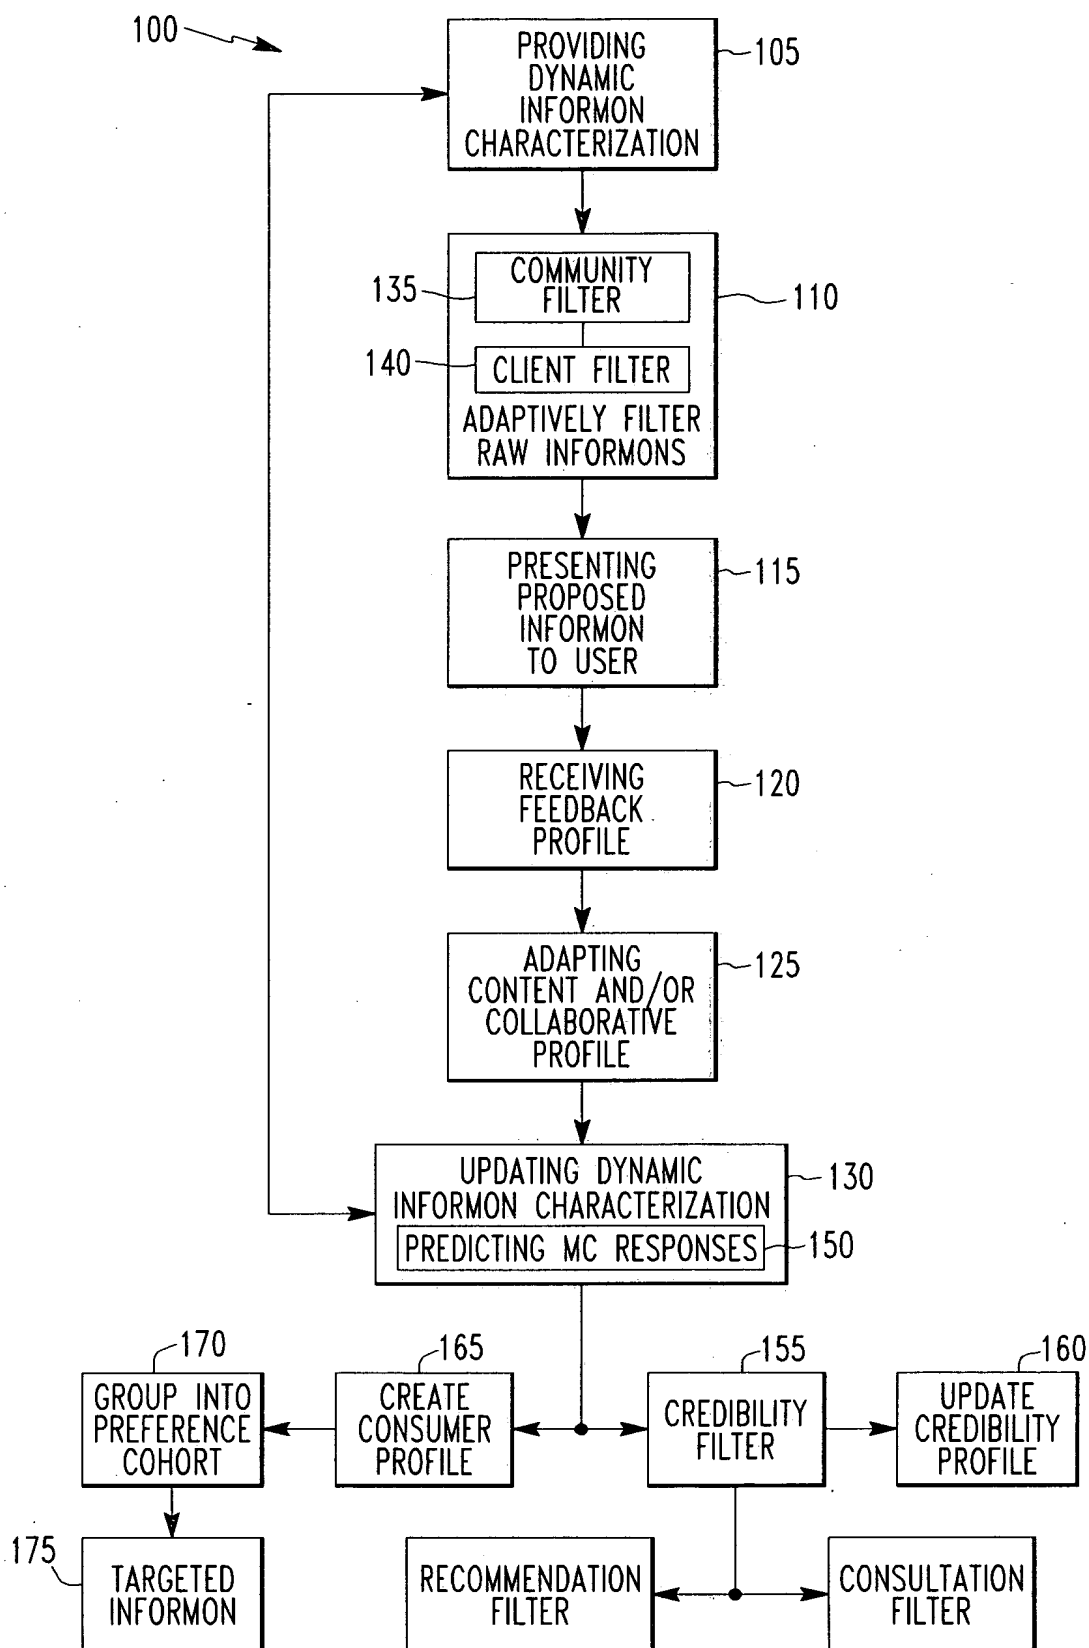 100
PROVIDING
DYNAMIC
INFORMON
CHARACTERIZATION
105
COMMUNITY
FILTER
135
110
140
CLIENT FILTER
ADAPTIVELY FILTER
RAW INFORMONS
PRESENTING
PROPOSED
INFORMON
TO USER
115
RECEIVING
FEEDBACK
PROFILE
120
ADAPTING
CONTENT AND/OR
COLLABORATIVE
PROFILE
125
UPDATING DYNAMIC
INFORMON CHARACTERIZATION
130
PREDICTING MC RESPONSES
150
170
GROUP INTO
PREFERENCE
COHORT
165
CREATE
CONSUMER
PROFILE
155
CREDIBILITY
FILTER
160
UPDATE
CREDIBILITY
PROFILE
175
TARGETED
INFORMON
RECOMMENDATION
FILTER
CONSULTATION
FILTER